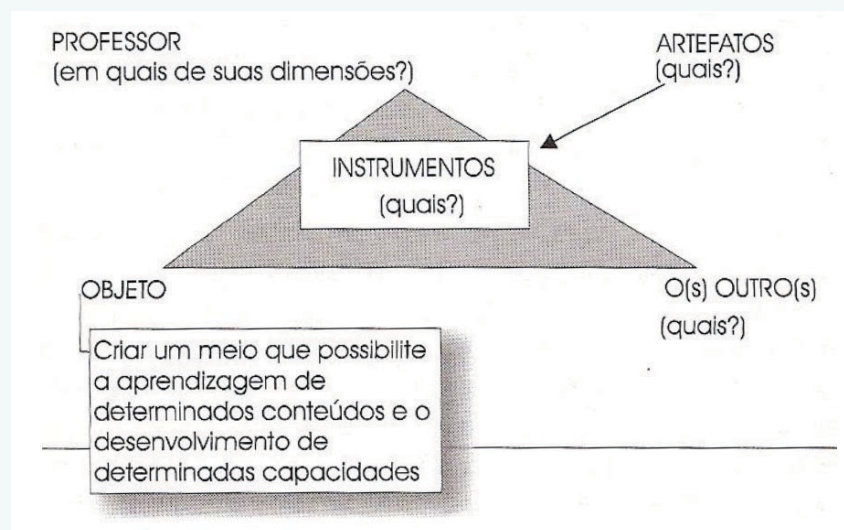 PROFESSOR
(em quais de suas dimensões?)
ARTEFATOS
(quais?)
INSTRUMENTOS
(quais?)
OBJETO
O(s) OUTRO(s)
(quais?)
Criar um meio que possibilite
a aprendizagem de
determinados conteúdos e o
desenvolvimento de
determinadas capacidades